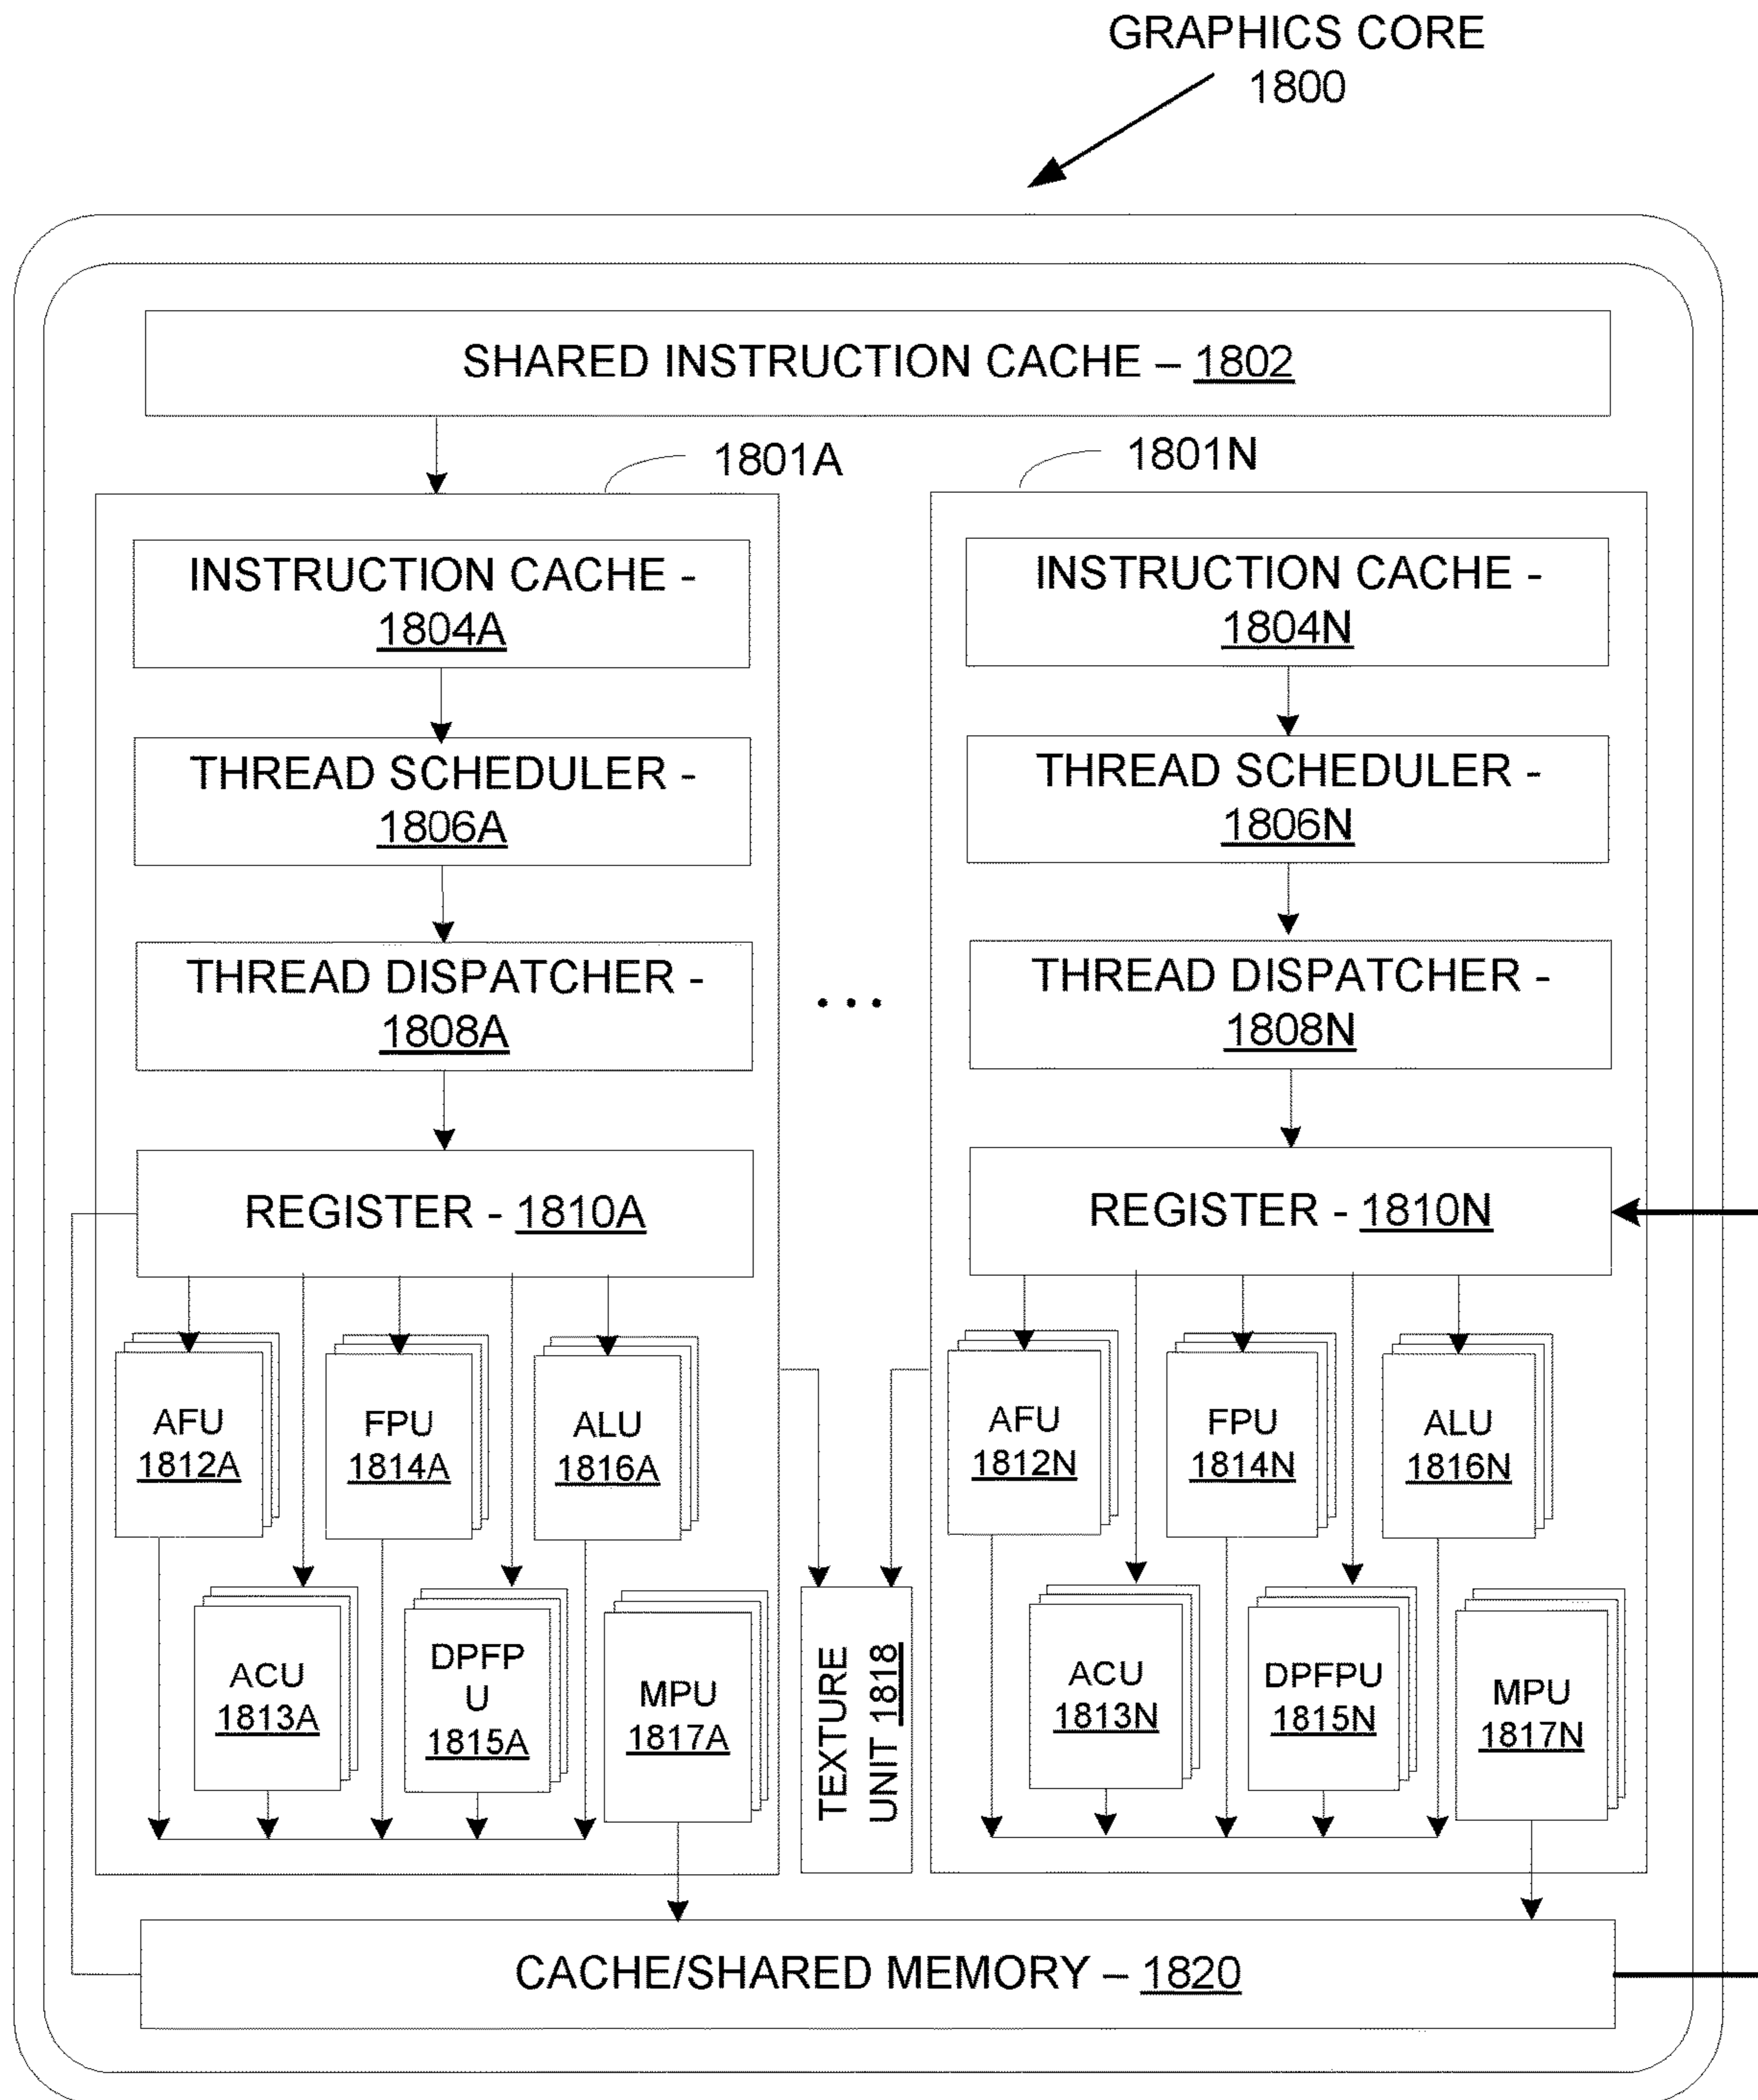 GRAPHICS CORE
1800
SHARED INSTRUCTION CACHE – 1802
1801A
1801N
INSTRUCTION CACHE -
1804A
THREAD SCHEDULER -
1806A
THREAD DISPATCHER -
1808A
REGISTER - 1810A
AFU
1812A
FPU
1814A
ALU
1816A
ACU
1813A
DPFP
U
1815A
MPU
1817A
...
TEXTURE
UNIT 1818
INSTRUCTION CACHE -
1804N
THREAD SCHEDULER -
1806N
THREAD DISPATCHER -
1808N
REGISTER - 1810N
AFU
1812N
FPU
1814N
ALU
1816N
ACU
1813N
DPFPU
1815N
MPU
1817N
CACHE/SHARED MEMORY – 1820